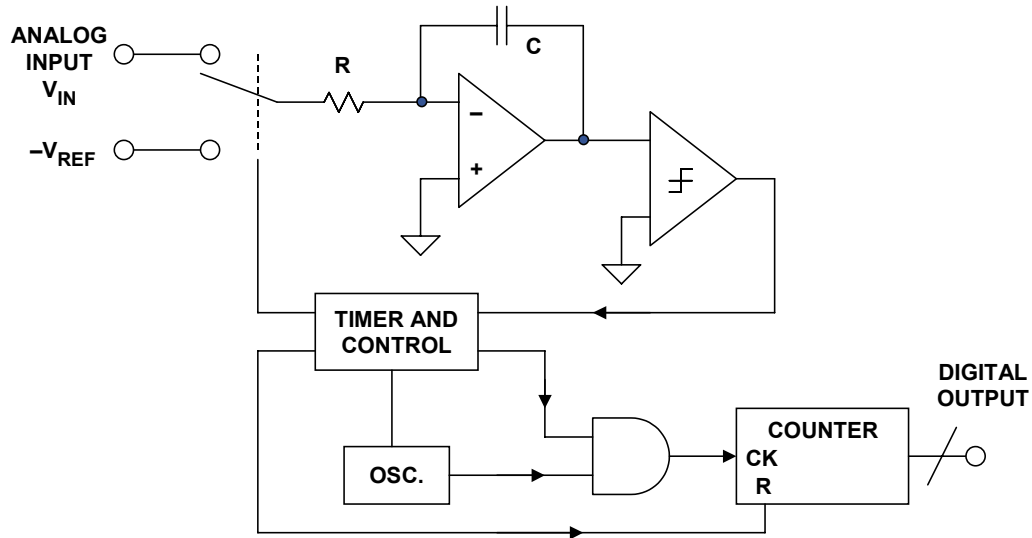 ANALOG
INPUT
VIN
–VREF
R
C
–
+
TIMER AND
CONTROL
OSC.
COUNTER
CK
R
DIGITAL
OUTPUT